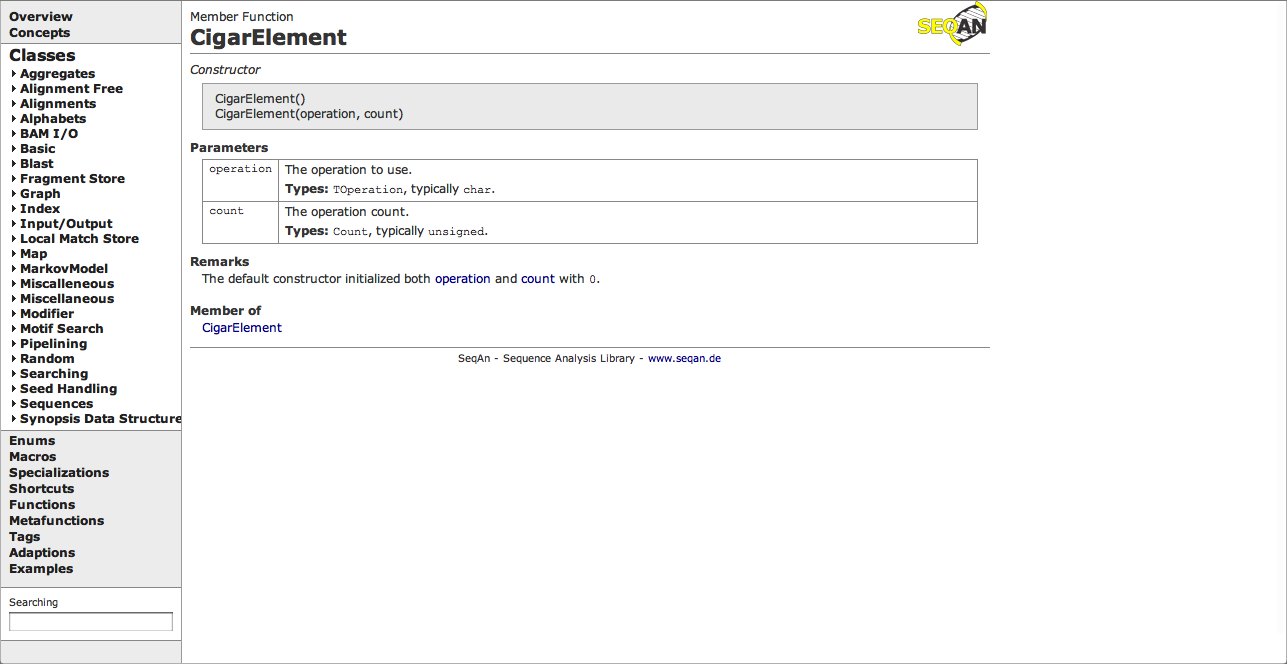 Overview
Concepts
Classes
Aggregates
Alignment Free
Alignments
Alphabets
BAM I/O
Basic
Blast
Fragment Store
Graph
Index
Input/Output
Local Match Store
Map
MarkovModel
Miscalleneous
Miscellaneous
Modifier
Motif Search
Pipelining
Random
Searching
Seed Handling
Sequences
Synopsis Data Structure
Enums
Macros
Specializations
Shortcuts
Functions
Metafunctions
Tags
Adaptions
Examples
Searching
Member Function
CigarElement
SEQAN
Constructor
CigarElement()
CigarElement(operation, count)
Parameters
operation The operation to use.
Types: TOperation, typically char.
count The operation count.
Types: Count, typically unsigned.
Remarks
The default constructor initialized both operation and count with 0.
Member of
CigarElement
SeqAn - Sequence Analysis Library - www.seqan.de